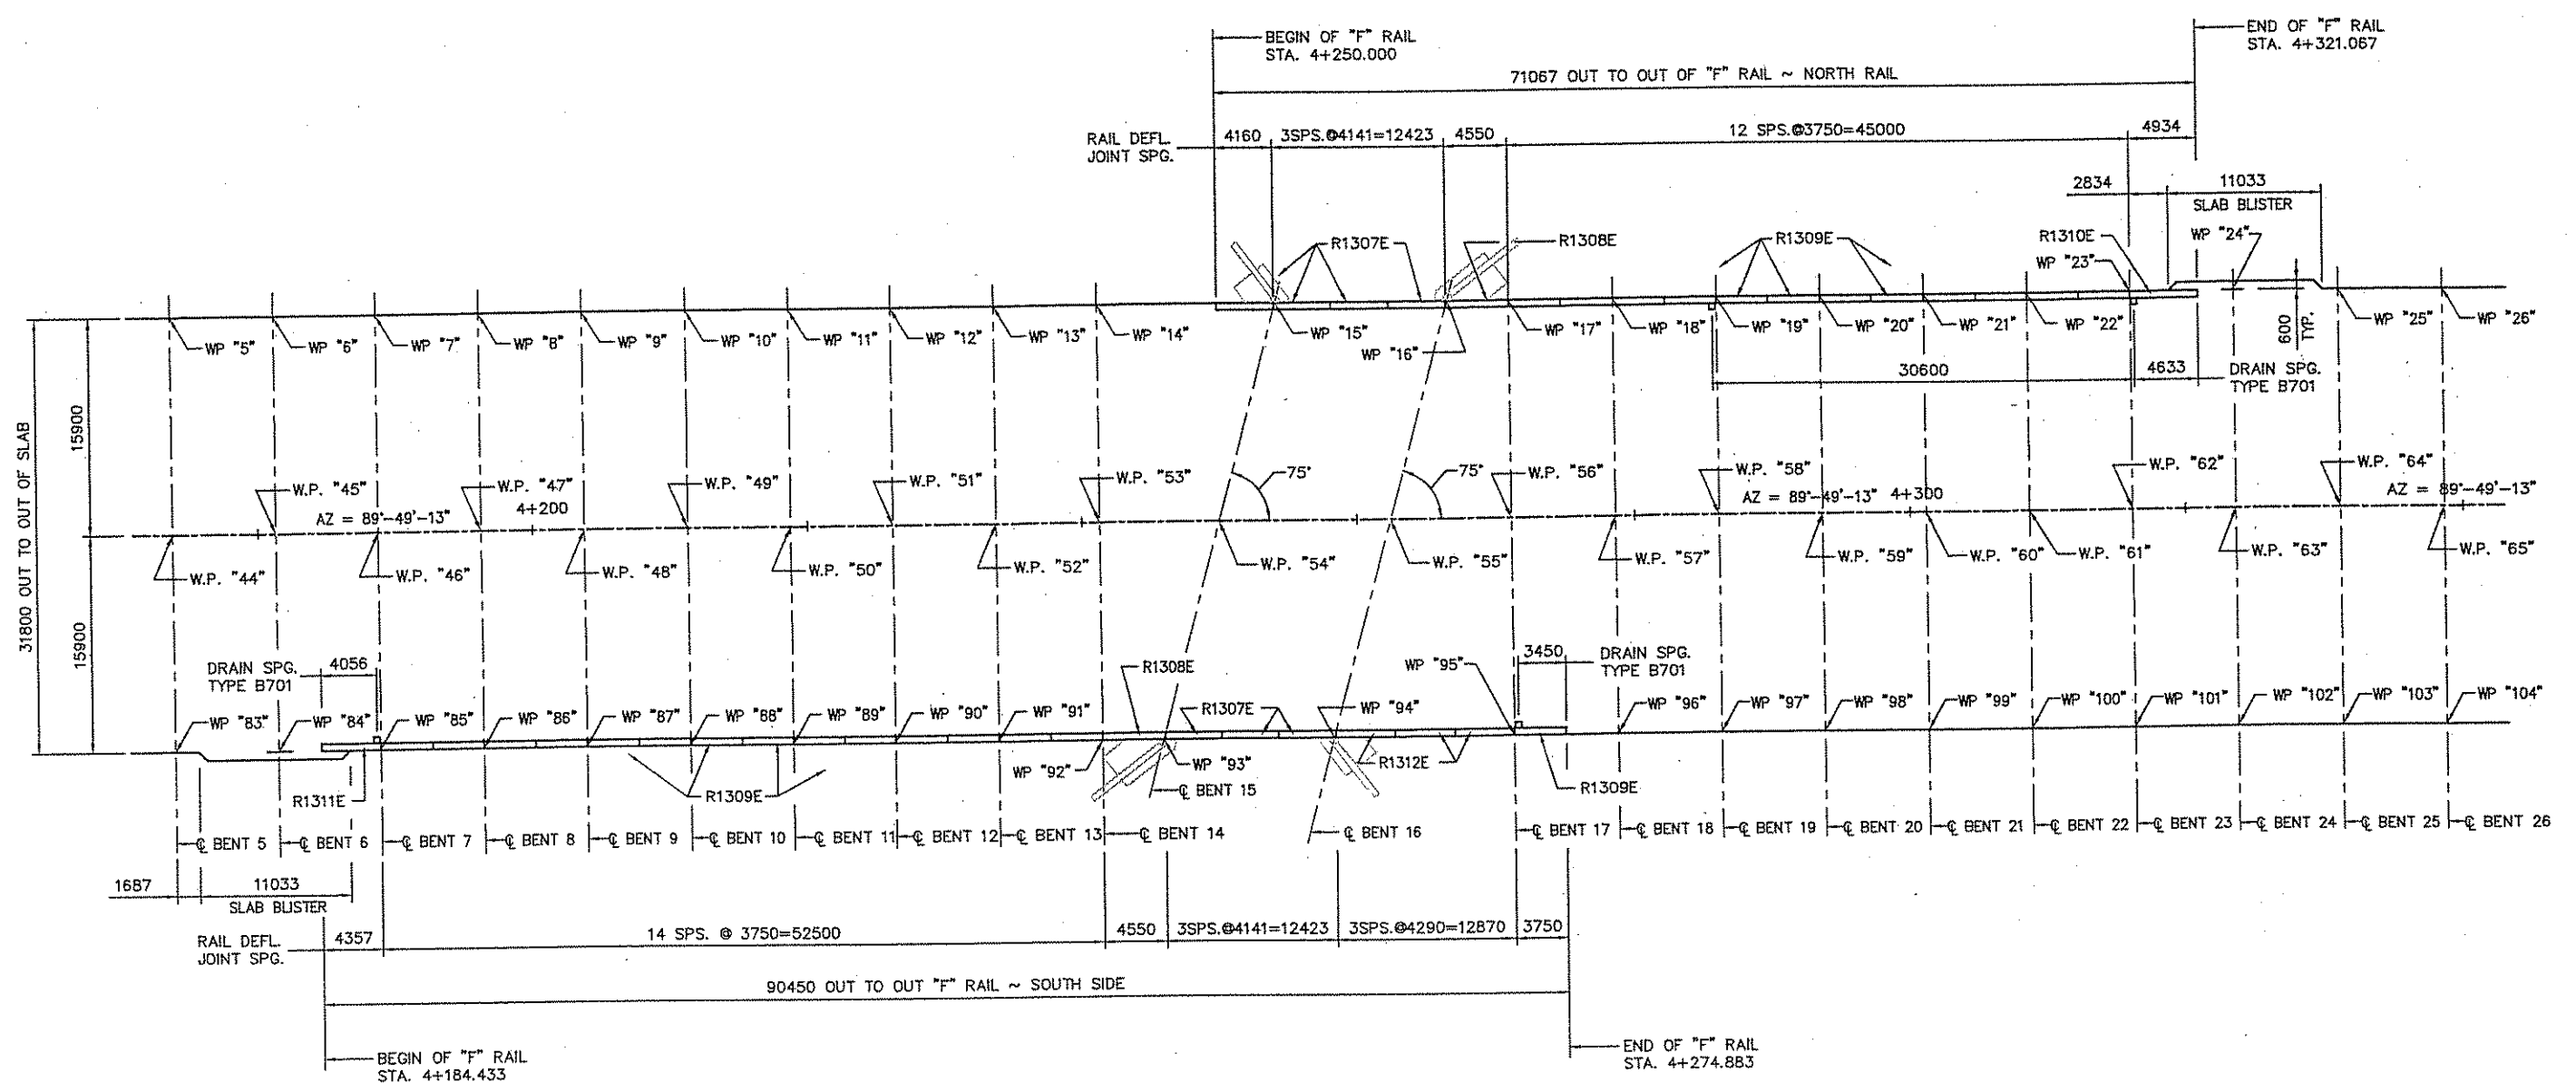 BEGIN OF "F" RAIL
STA. 4+250.000
END OF "F" RAIL
STA. 4+321.067
71067 OUT TO OUT OF "F" RAIL ~ NORTH RAIL
RAIL DEFL.
JOINT SPG.
4160
3SPS.@4141=12423
4550
12 SPS.@3750=45000
4934
2834
11033
SLAB BLISTER
R1307E
R1308E
R1309E
R1310E
WP "24"
WP "23"
WP "5"
WP "6"
WP "7"
WP "8"
WP "9"
WP "10"
WP "11"
WP "12"
WP "13"
WP "14"
WP "15"
WP "16"
WP "17"
WP "18"
WP "19"
WP "20"
WP "21"
WP "22"
WP "25"
WP "26"
600
TYP.
30600
4633
DRAIN SPG.
TYPE B701
31800 OUT TO OUT OF SLAB
15900
15900
W.P. "45"
W.P. "47"
W.P. "49"
W.P. "51"
W.P. "53"
75°
75°
W.P. "56"
W.P. "58"
W.P. "62"
W.P. "64"
AZ = 89°-49'-13"
4+200
AZ = 89°-49'-13"
4+300
AZ = 89°-49'-13"
W.P. "44"
W.P. "46"
W.P. "48"
W.P. "50"
W.P. "52"
W.P. "54"
W.P. "55"
W.P. "57"
W.P. "59"
W.P. "60"
W.P. "61"
W.P. "63"
W.P. "65"
DRAIN SPG.
TYPE B701
4056
R1308E
WP "95"
3450
DRAIN SPG.
TYPE B701
WP "83"
WP "84"
WP "85"
WP "86"
WP "87"
WP "88"
WP "89"
WP "90"
WP "91"
R1307E
WP "94"
WP "96"
WP "97"
WP "98"
WP "99"
WP "100"
WP "101"
WP "102"
WP "103"
WP "104"
R1311E
R1309E
WP "92"
WP "93"
R1312E
R1309E
℄ BENT 15
℄ BENT 5
℄ BENT 6
℄ BENT 7
℄ BENT 8
℄ BENT 9
℄ BENT 10
℄ BENT 11
℄ BENT 12
℄ BENT 13
℄ BENT 14
℄ BENT 16
℄ BENT 17
℄ BENT 18
℄ BENT 19
℄ BENT 20
℄ BENT 21
℄ BENT 22
℄ BENT 23
℄ BENT 24
℄ BENT 25
℄ BENT 26
1687
11033
SLAB BLISTER
RAIL DEFL.
JOINT SPG.
4357
14 SPS. @ 3750=52500
4550
3SPS.@4141=12423
3SPS.@4290=12870
3750
90450 OUT TO OUT "F" RAIL ~ SOUTH SIDE
BEGIN OF "F" RAIL
STA. 4+184.433
END OF "F" RAIL
STA. 4+274.883